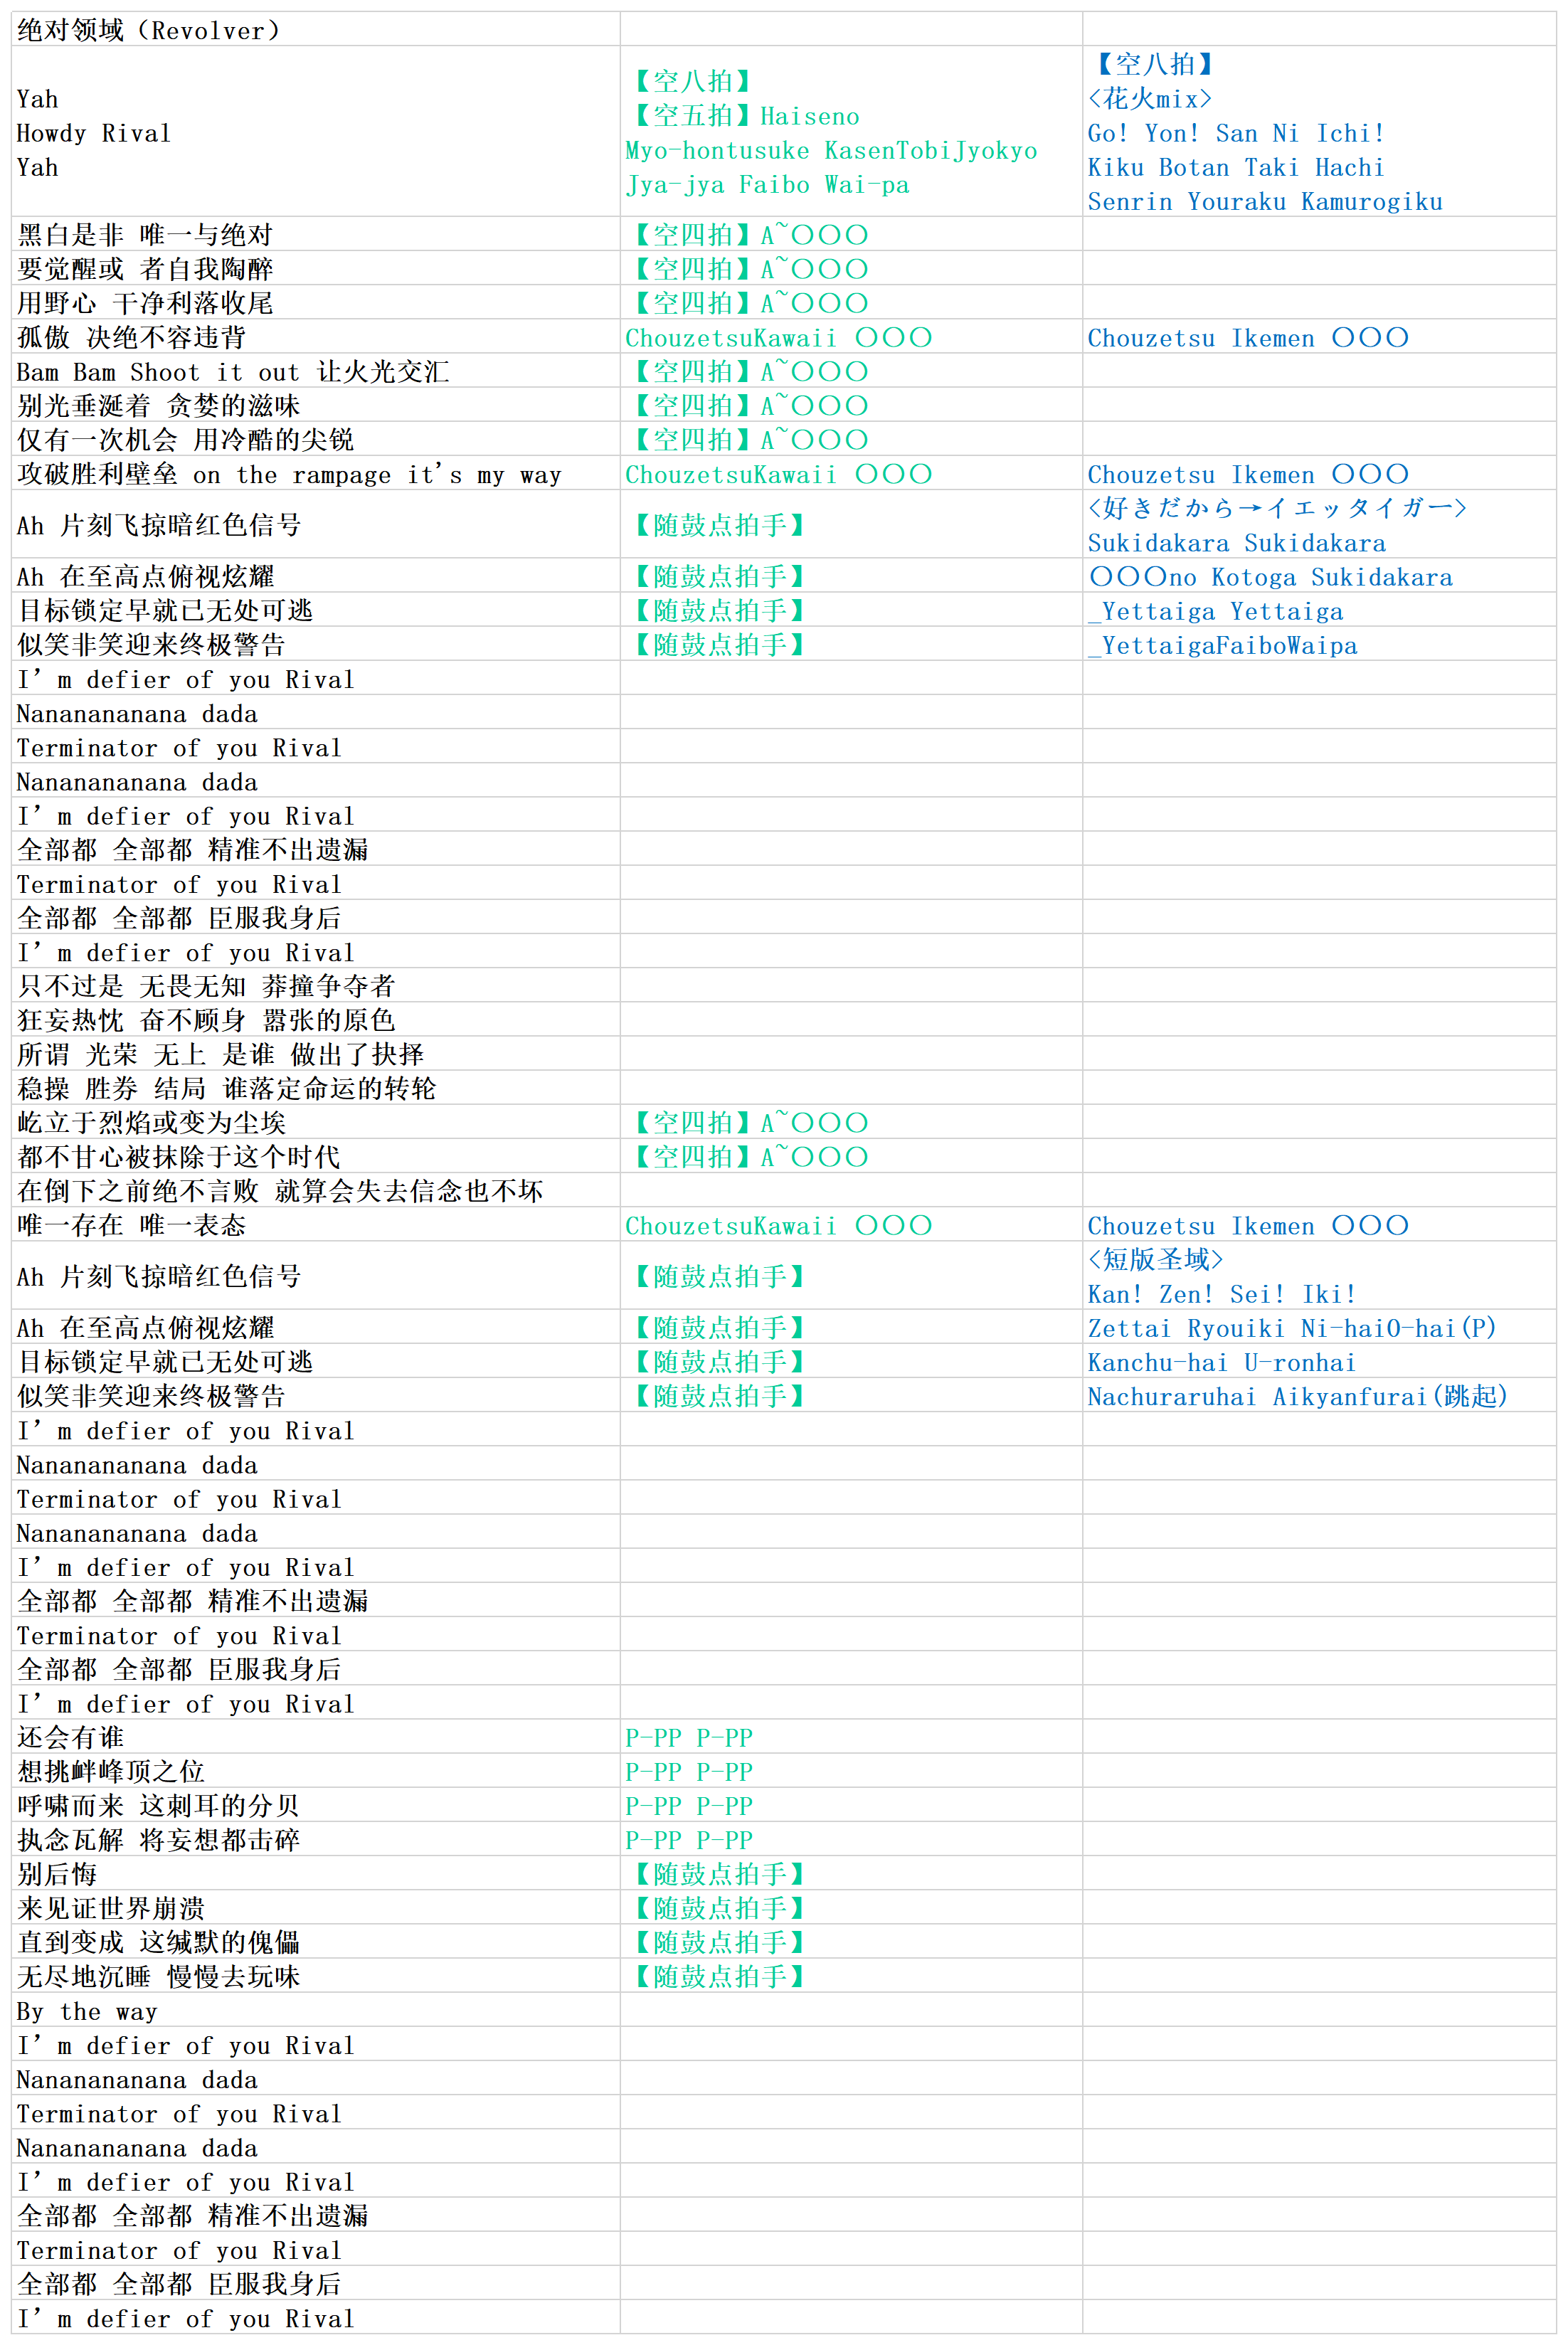 绝对领域（Revolver）
Yah
Howdy Rival
Yah
【空八拍】
【空五拍】Haiseno
Myo-hontusuke KasenTobiJyokyo
Jya-jya Faibo Wai-pa
【空八拍】
<花火mix>
Go! Yon! San Ni Ichi!
Kiku Botan Taki Hachi
Senrin Youraku Kamurogiku
黑白是非 唯一与绝对 【空四拍】A~〇〇〇
要觉醒或 者自我陶醉 【空四拍】A~〇〇〇
用野心 干净利落收尾 【空四拍】A~〇〇〇
孤傲 决绝不容违背 ChouzetsuKawaii 〇〇〇 Chouzetsu Ikemen 〇〇〇
Bam Bam Shoot it out 让火光交汇 【空四拍】A~〇〇〇
别光垂涎着 贪婪的滋味 【空四拍】A~〇〇〇
仅有一次机会 用冷酷的尖锐 【空四拍】A~〇〇〇
攻破胜利壁垒 on the rampage it's my way ChouzetsuKawaii 〇〇〇 Chouzetsu Ikemen 〇〇〇
Ah 片刻飞掠暗红色信号 【随鼓点拍手】
<好きだから→イエッタイガー>
Sukidakara Sukidakara
Ah 在至高点俯视炫耀 【随鼓点拍手】 〇〇〇no Kotoga Sukidakara
目标锁定早就已无处可逃 【随鼓点拍手】 _Yettaiga Yettaiga
似笑非笑迎来终极警告 【随鼓点拍手】 _YettaigaFaiboWaipa
I’m defier of you Rival
Nanananana​na dada
Terminator of you Rival
Nanananana​na dada
I’m defier of you Rival
全部都 全部都 精准不出遗漏
Terminator of you Rival
全部都 全部都 臣服我身后
I’m defier of you Rival
只不过是 无畏无知 莽撞争夺者
狂妄热忱 奋不顾身 嚣张的原色
所谓 光荣 无上 是谁 做出了抉择
稳操 胜券 结局 谁落定命运的转轮
屹立于烈焰或变为尘埃 【空四拍】A~〇〇〇
都不甘心被抹除于这个时代 【空四拍】A~〇〇〇
在倒下之前绝不言败 就算会失去信念也不坏
唯一存在 唯一表态 ChouzetsuKawaii 〇〇〇 Chouzetsu Ikemen 〇〇〇
Ah 片刻飞掠暗红色信号 【随鼓点拍手】
<短版圣域>
Kan! Zen! Sei! Iki!
Ah 在至高点俯视炫耀 【随鼓点拍手】 Zettai Ryouiki Ni-haiO-hai(P)
目标锁定早就已无处可逃 【随鼓点拍手】 Kanchu-hai U-ronhai
似笑非笑迎来终极警告 【随鼓点拍手】 Nachuraruhai Aikyanfurai(跳起)
I’m defier of you Rival
Nanananana​na dada
Terminator of you Rival
Nanananana​na dada
I’m defier of you Rival
全部都 全部都 精准不出遗漏
Terminator of you Rival
全部都 全部都 臣服我身后
I’m defier of you Rival
还会有谁 P-PP P-PP
想挑衅峰顶之位 P-PP P-PP
呼啸而来 这刺耳的分贝 P-PP P-PP
执念瓦解 将妄想都击碎 P-PP P-PP
别后悔 【随鼓点拍手】
来见证世界崩溃 【随鼓点拍手】
直到变成 这缄默的傀儡 【随鼓点拍手】
无尽地沉睡 慢慢去玩味 【随鼓点拍手】
By the way
I’m defier of you Rival
Nanananana​na dada
Terminator of you Rival
Nanananana​na dada
I’m defier of you Rival
全部都 全部都 精准不出遗漏
Terminator of you Rival
全部都 全部都 臣服我身后
I’m defier of you Rival